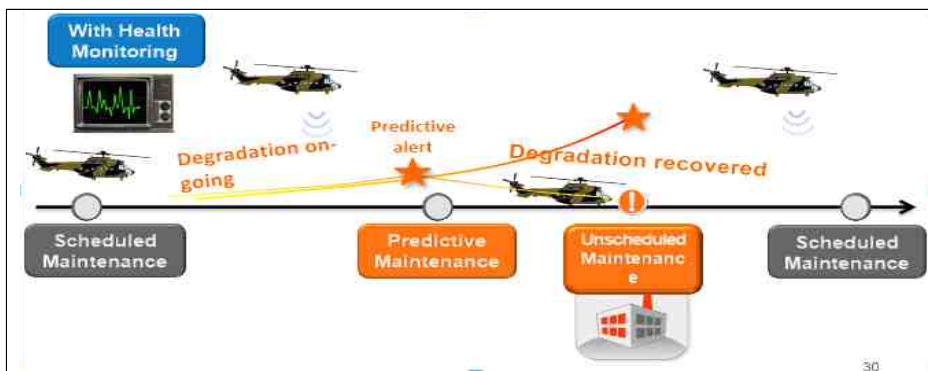 With Health
Monitoring
Predictive
alert
Degradation on-
going
Degradation recovered
!
Scheduled
Maintenance
Predictive
Maintenance
Unscheduled
Maintenanc
e
Scheduled
Maintenance
30